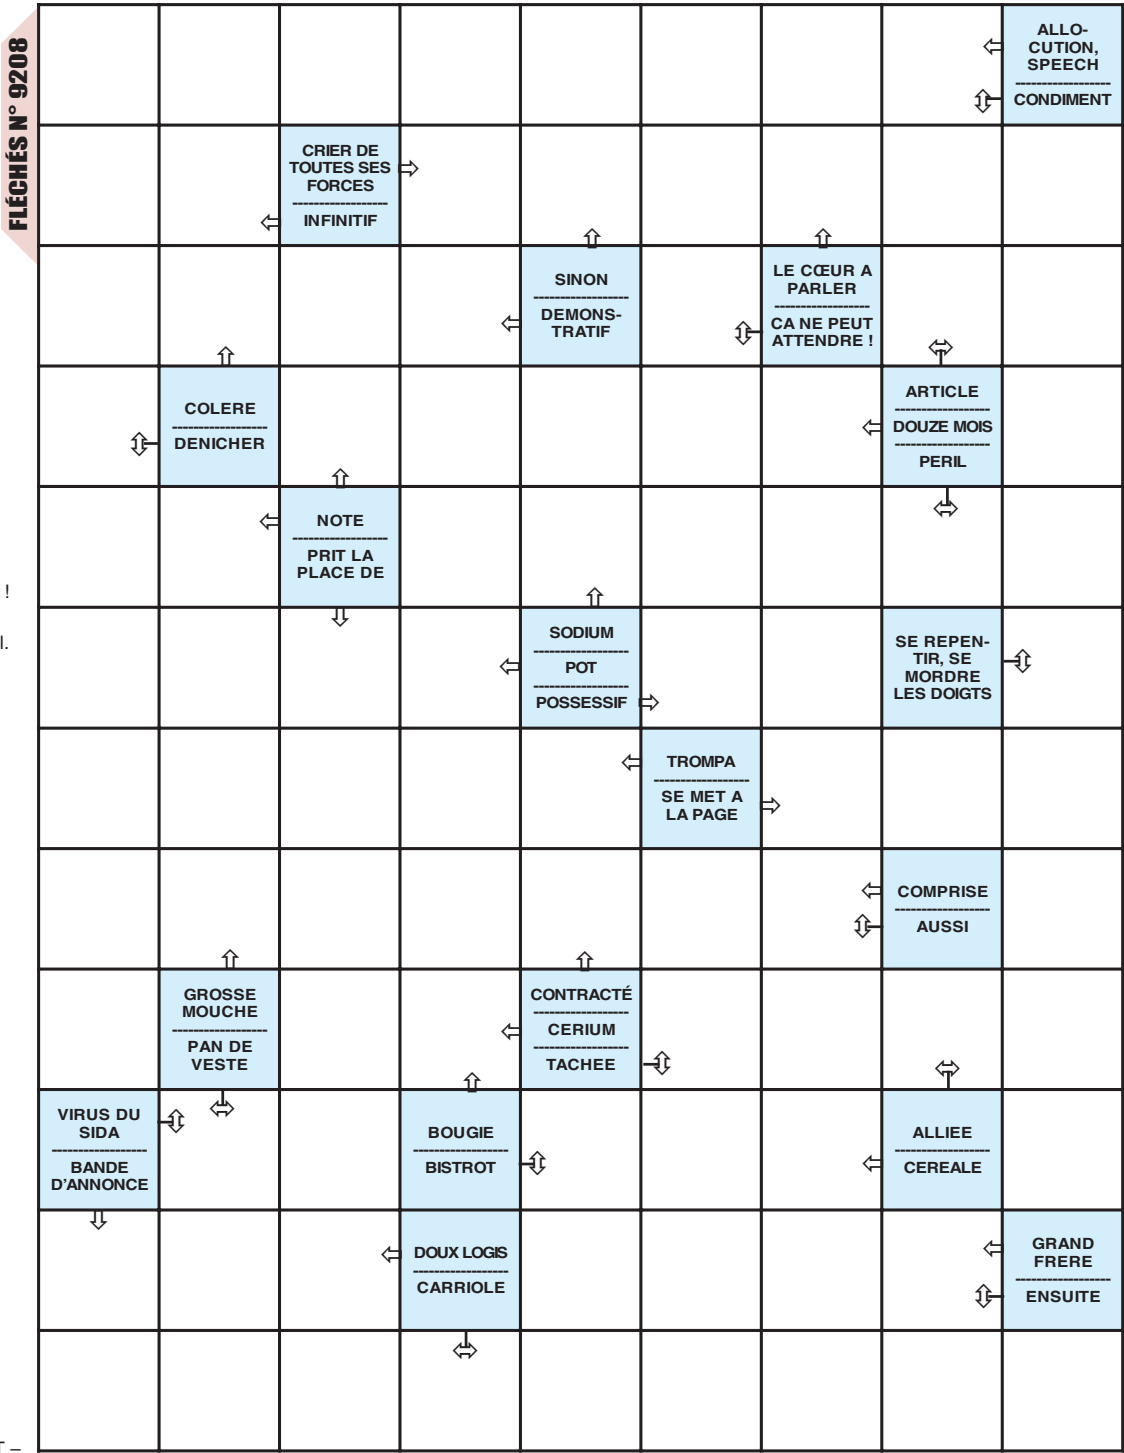 FLÉCHÉS N° 9208
ALLO-
CUTION,
SPEECH
CONDIMENT
CRIER DE
TOUTES SES
FORCES
INFINITIF
SINON
DEMONS-
TRATIF
LE CŒUR A
PARLER
CA NE PEUT
ATTENDRE !
COLERE
DENICHER
ARTICLE
DOUZE MOIS
PERIL
NOTE
PRIT LA
PLACE DE
!
l.
SODIUM
POT
POSSESSIF
SE REPEN-
TIR, SE
MORDRE
LES DOIGTS
TROMPA
SE MET A
LA PAGE
COMPRISE
AUSSI
GROSSE
MOUCHE
PAN DE
VESTE
CONTRACTÉ
CERIUM
TACHEE
VIRUS DU
SIDA
BANDE
D'ANNONCE
BOUGIE
BISTROT
ALLIEE
CEREALE
DOUX LOGIS
CARRIOLE
GRAND
FRERE
ENSUITE
T –